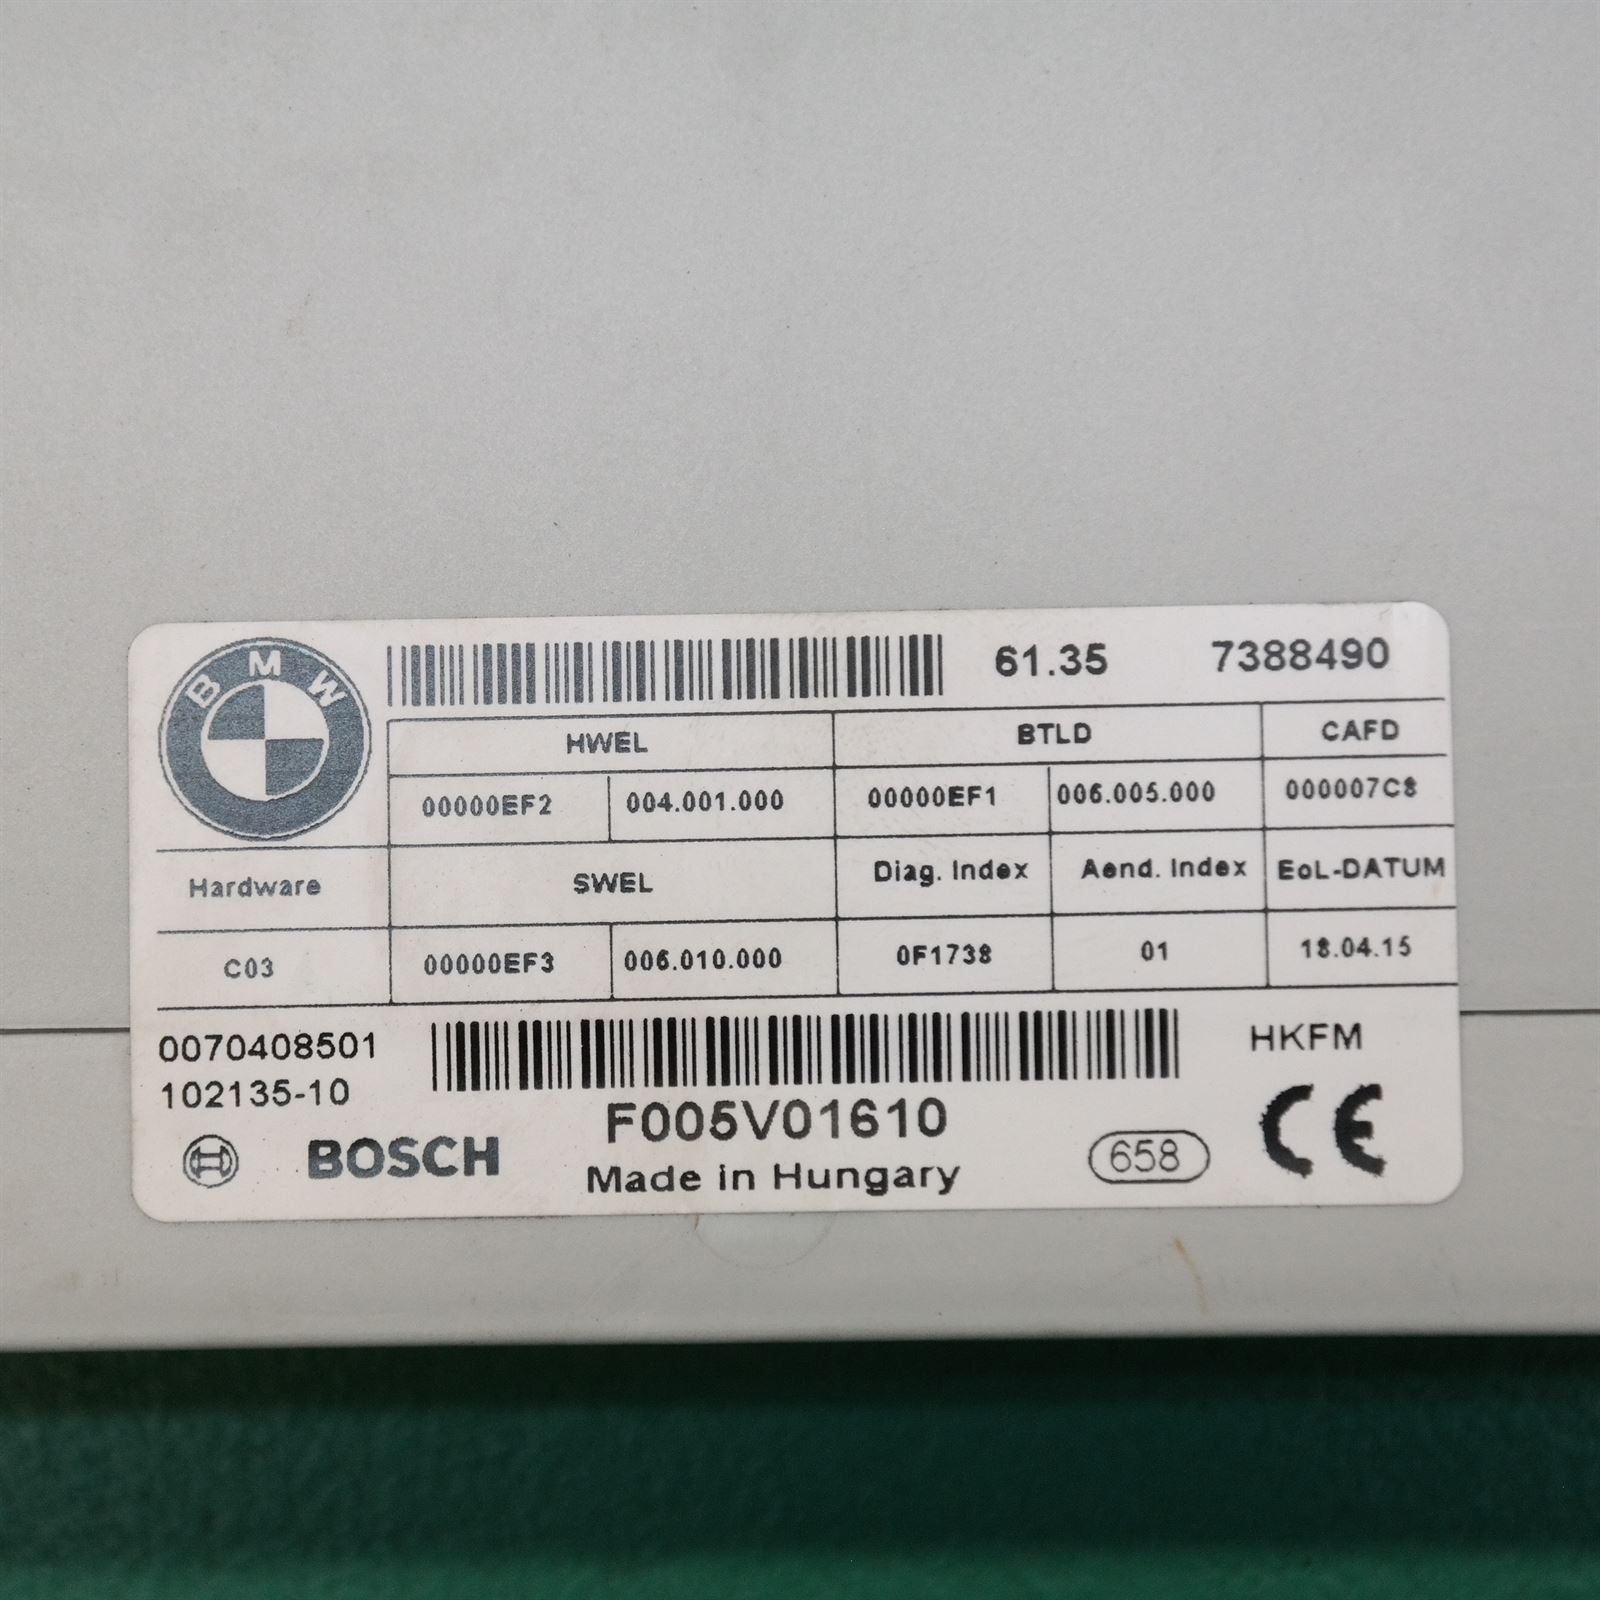 BMW
61.35 7388490
HWEL BTLD CAFD
00000EF2 004.001.000 00000EF1 006.005.000 000007C8
Hardware SWEL Diag. Index Aend. Index EoL-DATUM
C03 00000EF3 006.010.000 0F1738 01 18.04.15
0070408501 HKFM
102135-10
F005V01610
BOSCH Made in Hungary 658 CE